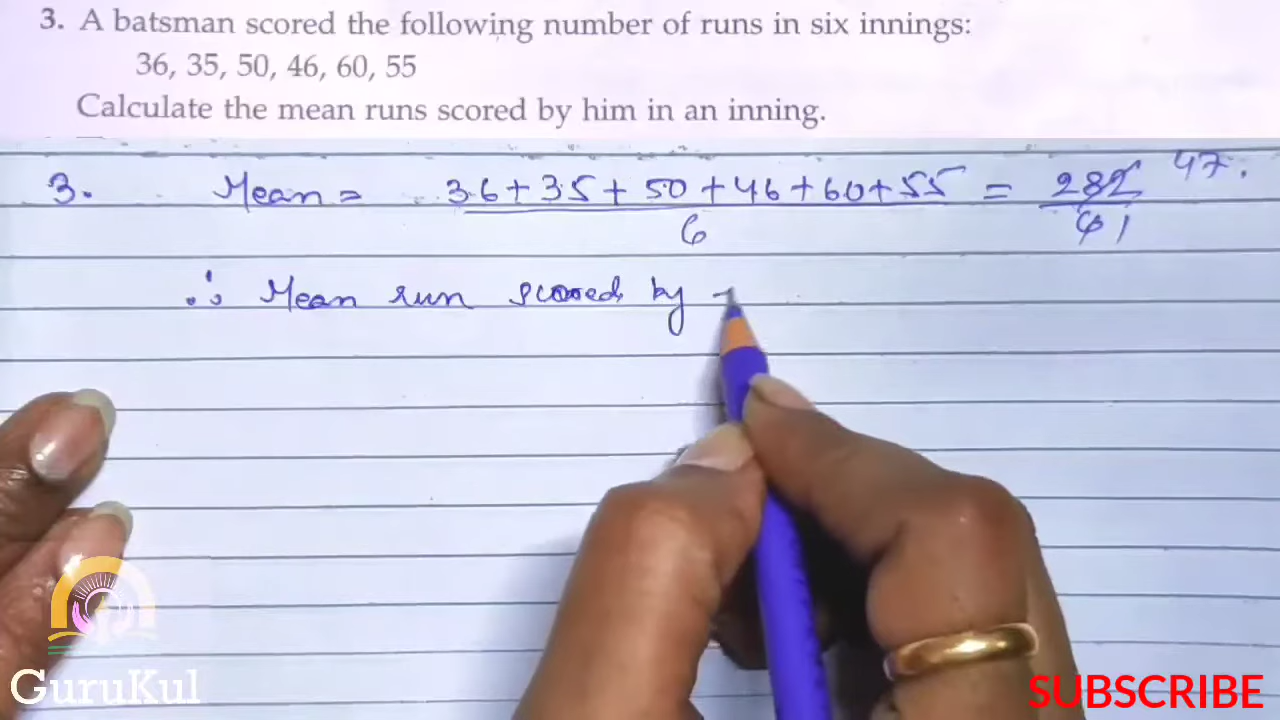 3. A batsman scored the following number of runs in six innings:
36, 35, 50, 46, 60, 55
Calculate the mean runs scored by him in an inning.
3. Mean = 36+35+50+46+60+55 = 282 47.
6 6 1
∴ Mean run scored by
GuruKul
SUBSCRIBE